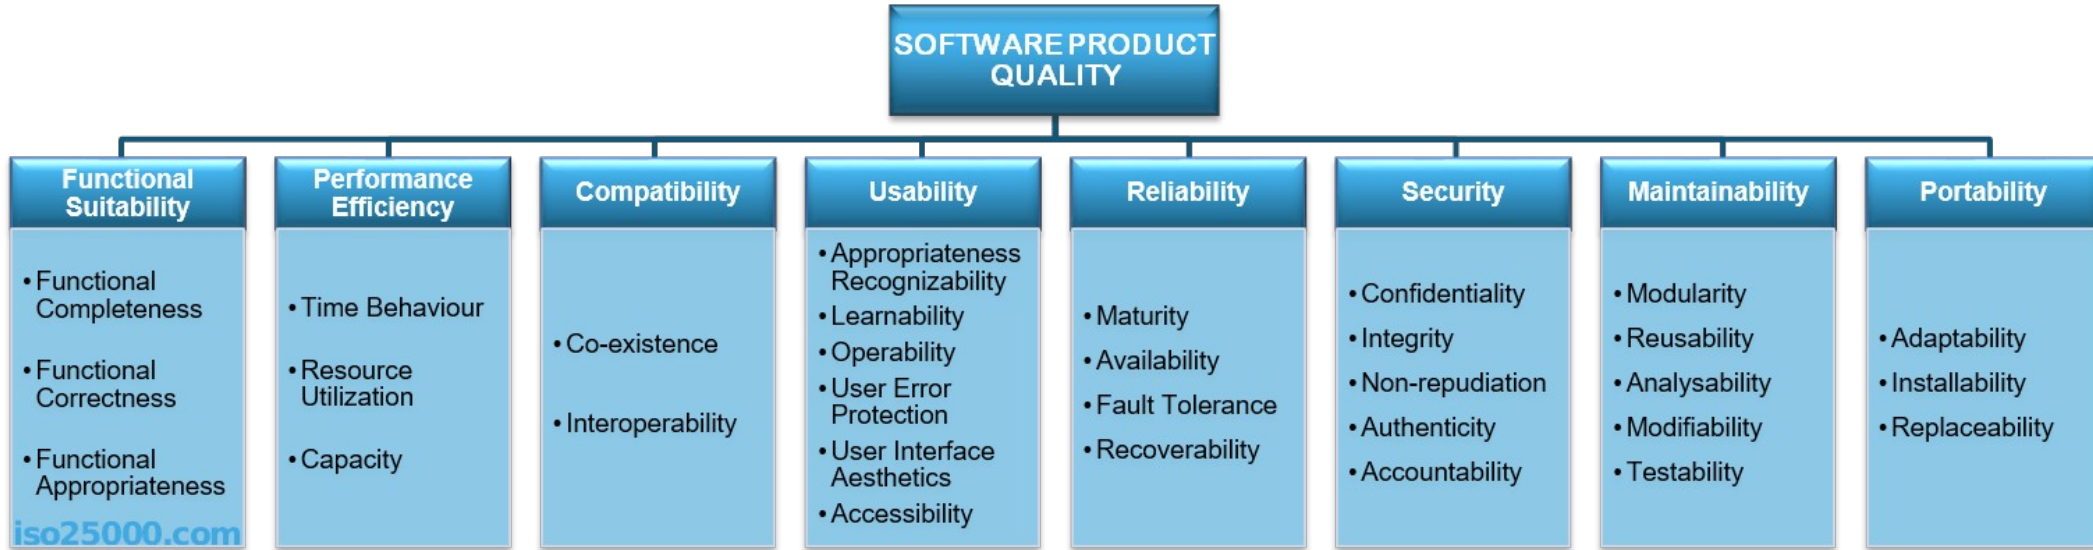 SOFTWARE PRODUCT
QUALITY
Functional
Suitability
• Functional
Completeness
• Functional
Correctness
• Functional
Appropriateness
iso25000.com
Performance
Efficiency
• Time Behaviour
• Resource
Utilization
• Capacity
Compatibility
• Co-existence
• Interoperability
Usability
• Appropriateness
Recognizability
• Learnability
• Operability
• User Error
Protection
• User Interface
Aesthetics
• Accessibility
Reliability
• Maturity
• Availability
• Fault Tolerance
• Recoverability
Security
• Confidentiality
• Integrity
• Non-repudiation
• Authenticity
• Accountability
Maintainability
• Modularity
• Reusability
• Analysability
• Modifiability
• Testability
Portability
• Adaptability
• Installability
• Replaceability